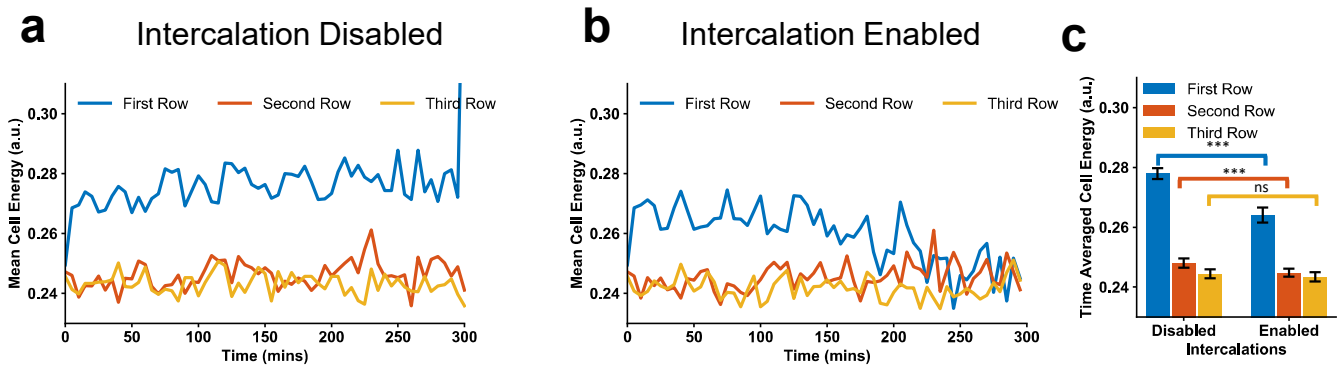 a
Intercalation Disabled
Mean Cell Energy (a.u.)
First Row
Second Row
Third Row
0.30
0.28
0.26
0.24
0
50
100
150
200
250
300
Time (mins)
b
Intercalation Enabled
Mean Cell Energy (a.u.)
First Row
Second Row
Third Row
0.30
0.28
0.26
0.24
0
50
100
150
200
250
300
Time (mins)
c
Time Averaged Cell Energy (a.u,)
First Row
Second Row
Third Row
0.30
0.28
0.26
0.24
***
***
ns
Disabled
Enabled
Intercalations